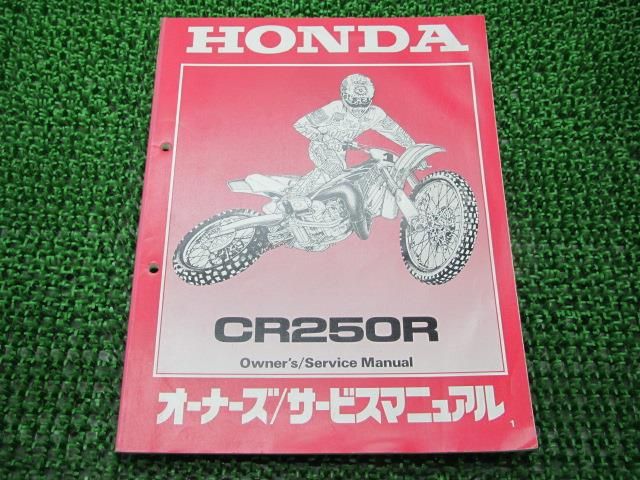 HONDA
1
CR250R
Owner's/Service Manual
オーナーズ/サービスマニュアル
1